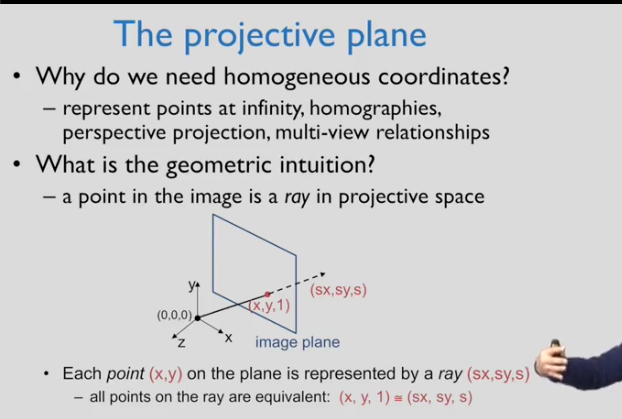 The projective plane
• Why do we need homogeneous coordinates?
– represent points at infinity, homographies,
perspective projection, multi-view relationships
• What is the geometric intuition?
– a point in the image is a ray in projective space
y
(sx,sy,s)
(x,y,1)
(0,0,0)
z
x
image plane
• Each point (x,y) on the plane is represented by a ray (sx,sy,s)
– all points on the ray are equivalent: (x, y, 1) ≅ (sx, sy, s)